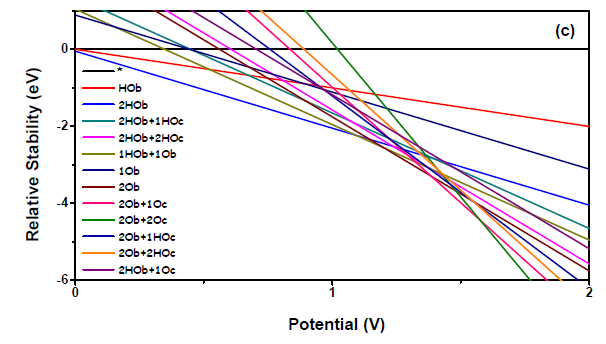 (c)
Relative Stability (eV)
0
-2
-4
-6
*
HOb
2HOb
2HOb+1HOc
2HOb+2HOc
1HOb+1Ob
1Ob
2Ob
2Ob+1Oc
2Ob+2Oc
2Ob+1HOc
2Ob+2HOc
2HOb+1Oc
0
1
2
Potential (V)